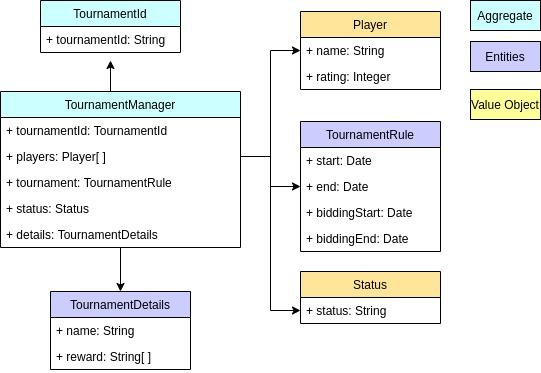 TournamentId
+ tournamentId: String
TournamentManager
+ tournamentId: TournamentId
+ players: Player[ ]
+ tournament: TournamentRule
+ status: Status
+ details: TournamentDetails
TournamentDetails
+ name: String
+ reward: String[ ]
Player
+ name: String
+ rating: Integer
TournamentRule
+ start: Date
+ end: Date
+ biddingStart: Date
+ biddingEnd: Date
Status
+ status: String
Aggregate
Entities
Value Object